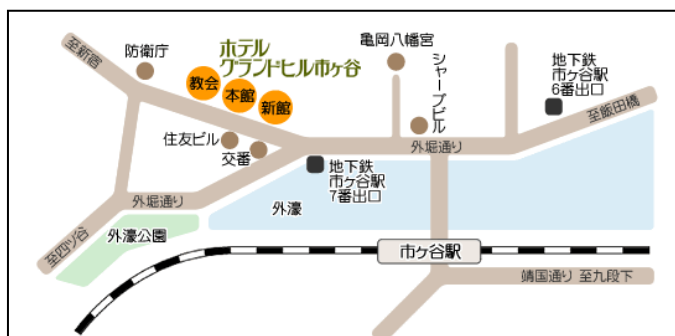 至新宿
防衛庁
ホテル
グランドヒル市ヶ谷
教会
本館
新館
亀岡八幡宮
シャープビル
地下鉄
市ヶ谷駅
6番出口
至飯田橋
住友ビル
交番
外堀通り
地下鉄
市ヶ谷駅
7番出口
外堀通り
外濠
至四ツ谷
外濠公園
市ヶ谷駅
靖国通り 至九段下